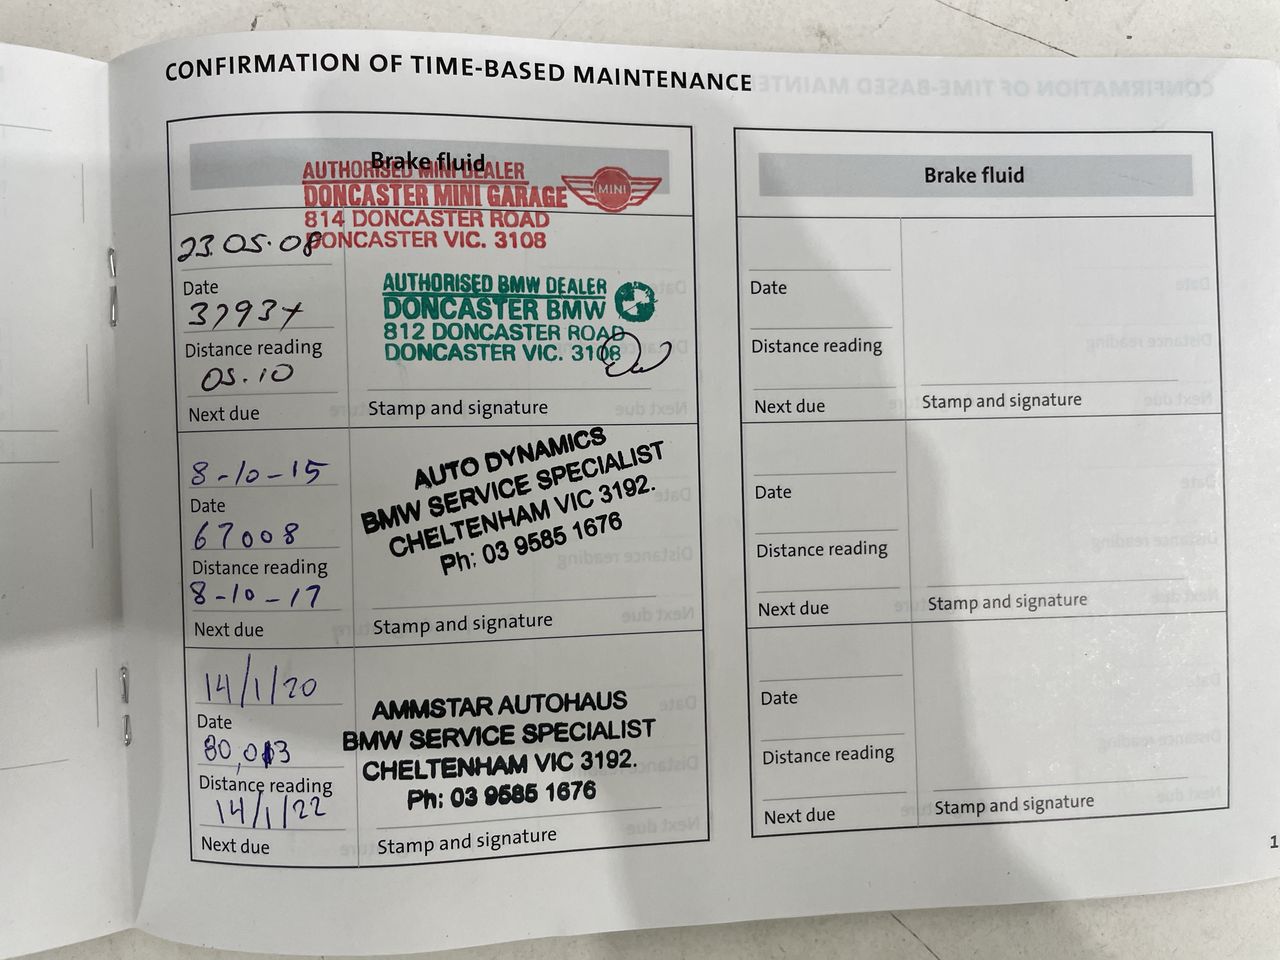 CONFIRMATION OF TIME-BASED MAINTENANCE
Brake fluid
AUTHORISED MINI DEALER
DONCASTER MINI GARAGE
MINI
814 DONCASTER ROAD
DONCASTER VIC. 3108
23.05.08
Date
Distance reading
05.10
Next due
AUTHORISED BMW DEALER
DONCASTER BMW
812 DONCASTER ROAD
DONCASTER VIC. 3108
Stamp and signature
8-10-15
Date
67008
Distance reading
8-10-17
Next due
AUTO DYNAMICS
BMW SERVICE SPECIALIST
CHELTENHAM VIC 3192.
Ph: 03 9585 1676
Stamp and signature
14/1/20
Date
80,013
Distance reading
14/1/22
Next due
AMMSTAR AUTOHAUS
BMW SERVICE SPECIALIST
CHELTENHAM VIC 3192.
Ph: 03 9585 1676
Stamp and signature
Brake fluid
Date
Distance reading
Next due
Stamp and signature
Date
Distance reading
Next due
Stamp and signature
Date
Distance reading
Next due
Stamp and signature